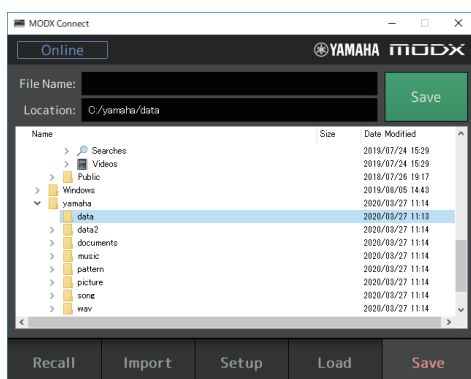 MODX Connect
Online
YAMAHA MODX
File Name:
Save
Location: C:/yamaha/data
Name Size Date Modified
Searches 2019/07/24 15:29
Videos 2019/07/24 15:29
Public 2018/07/26 19:17
Windows 2019/08/05 14:43
yamaha 2020/03/27 11:14
data 2020/03/27 11:13
data2 2020/03/27 11:14
documents 2020/03/27 11:14
music 2020/03/27 11:14
pattern 2020/03/27 11:14
picture 2020/03/27 11:14
song 2020/03/27 11:14
wav 2020/03/27 11:14
Recall Import Setup Load Save